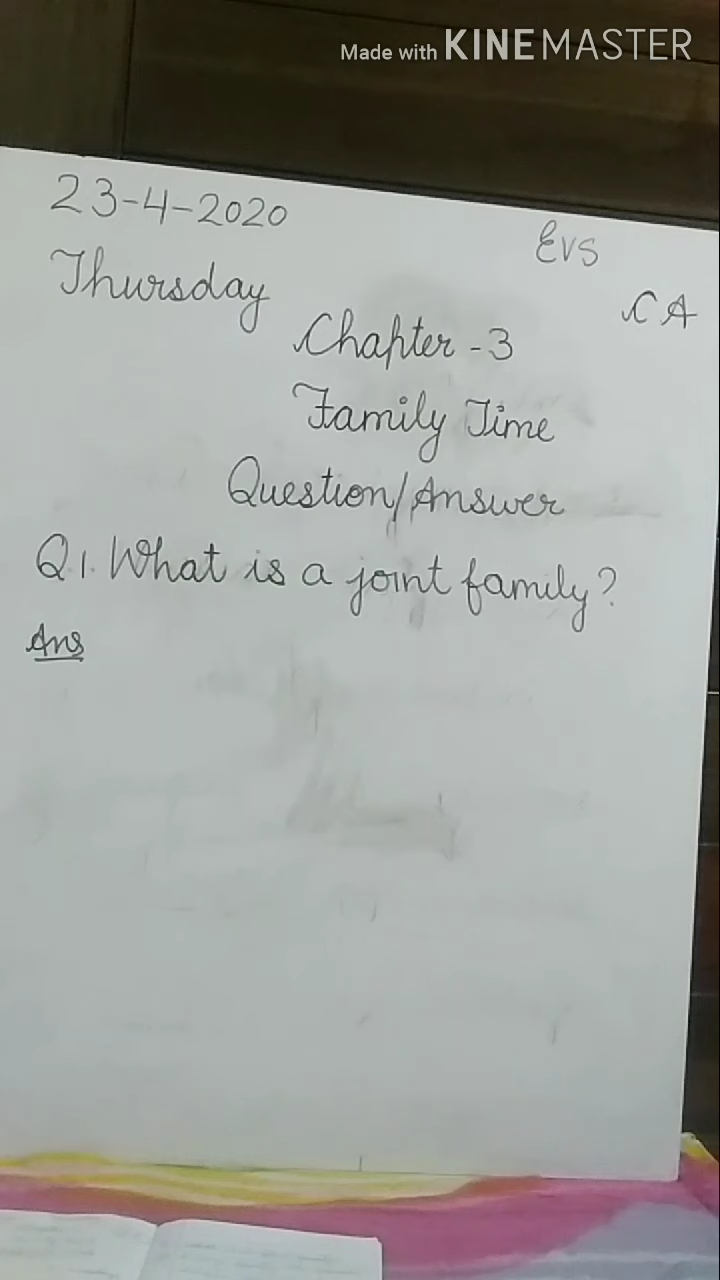 Made with KINEMASTER
23-4-2020
EVS
Thursday
CA
Chapter - 3
Family Time
Question/Answer
Q1. What is a joint family?
Ans